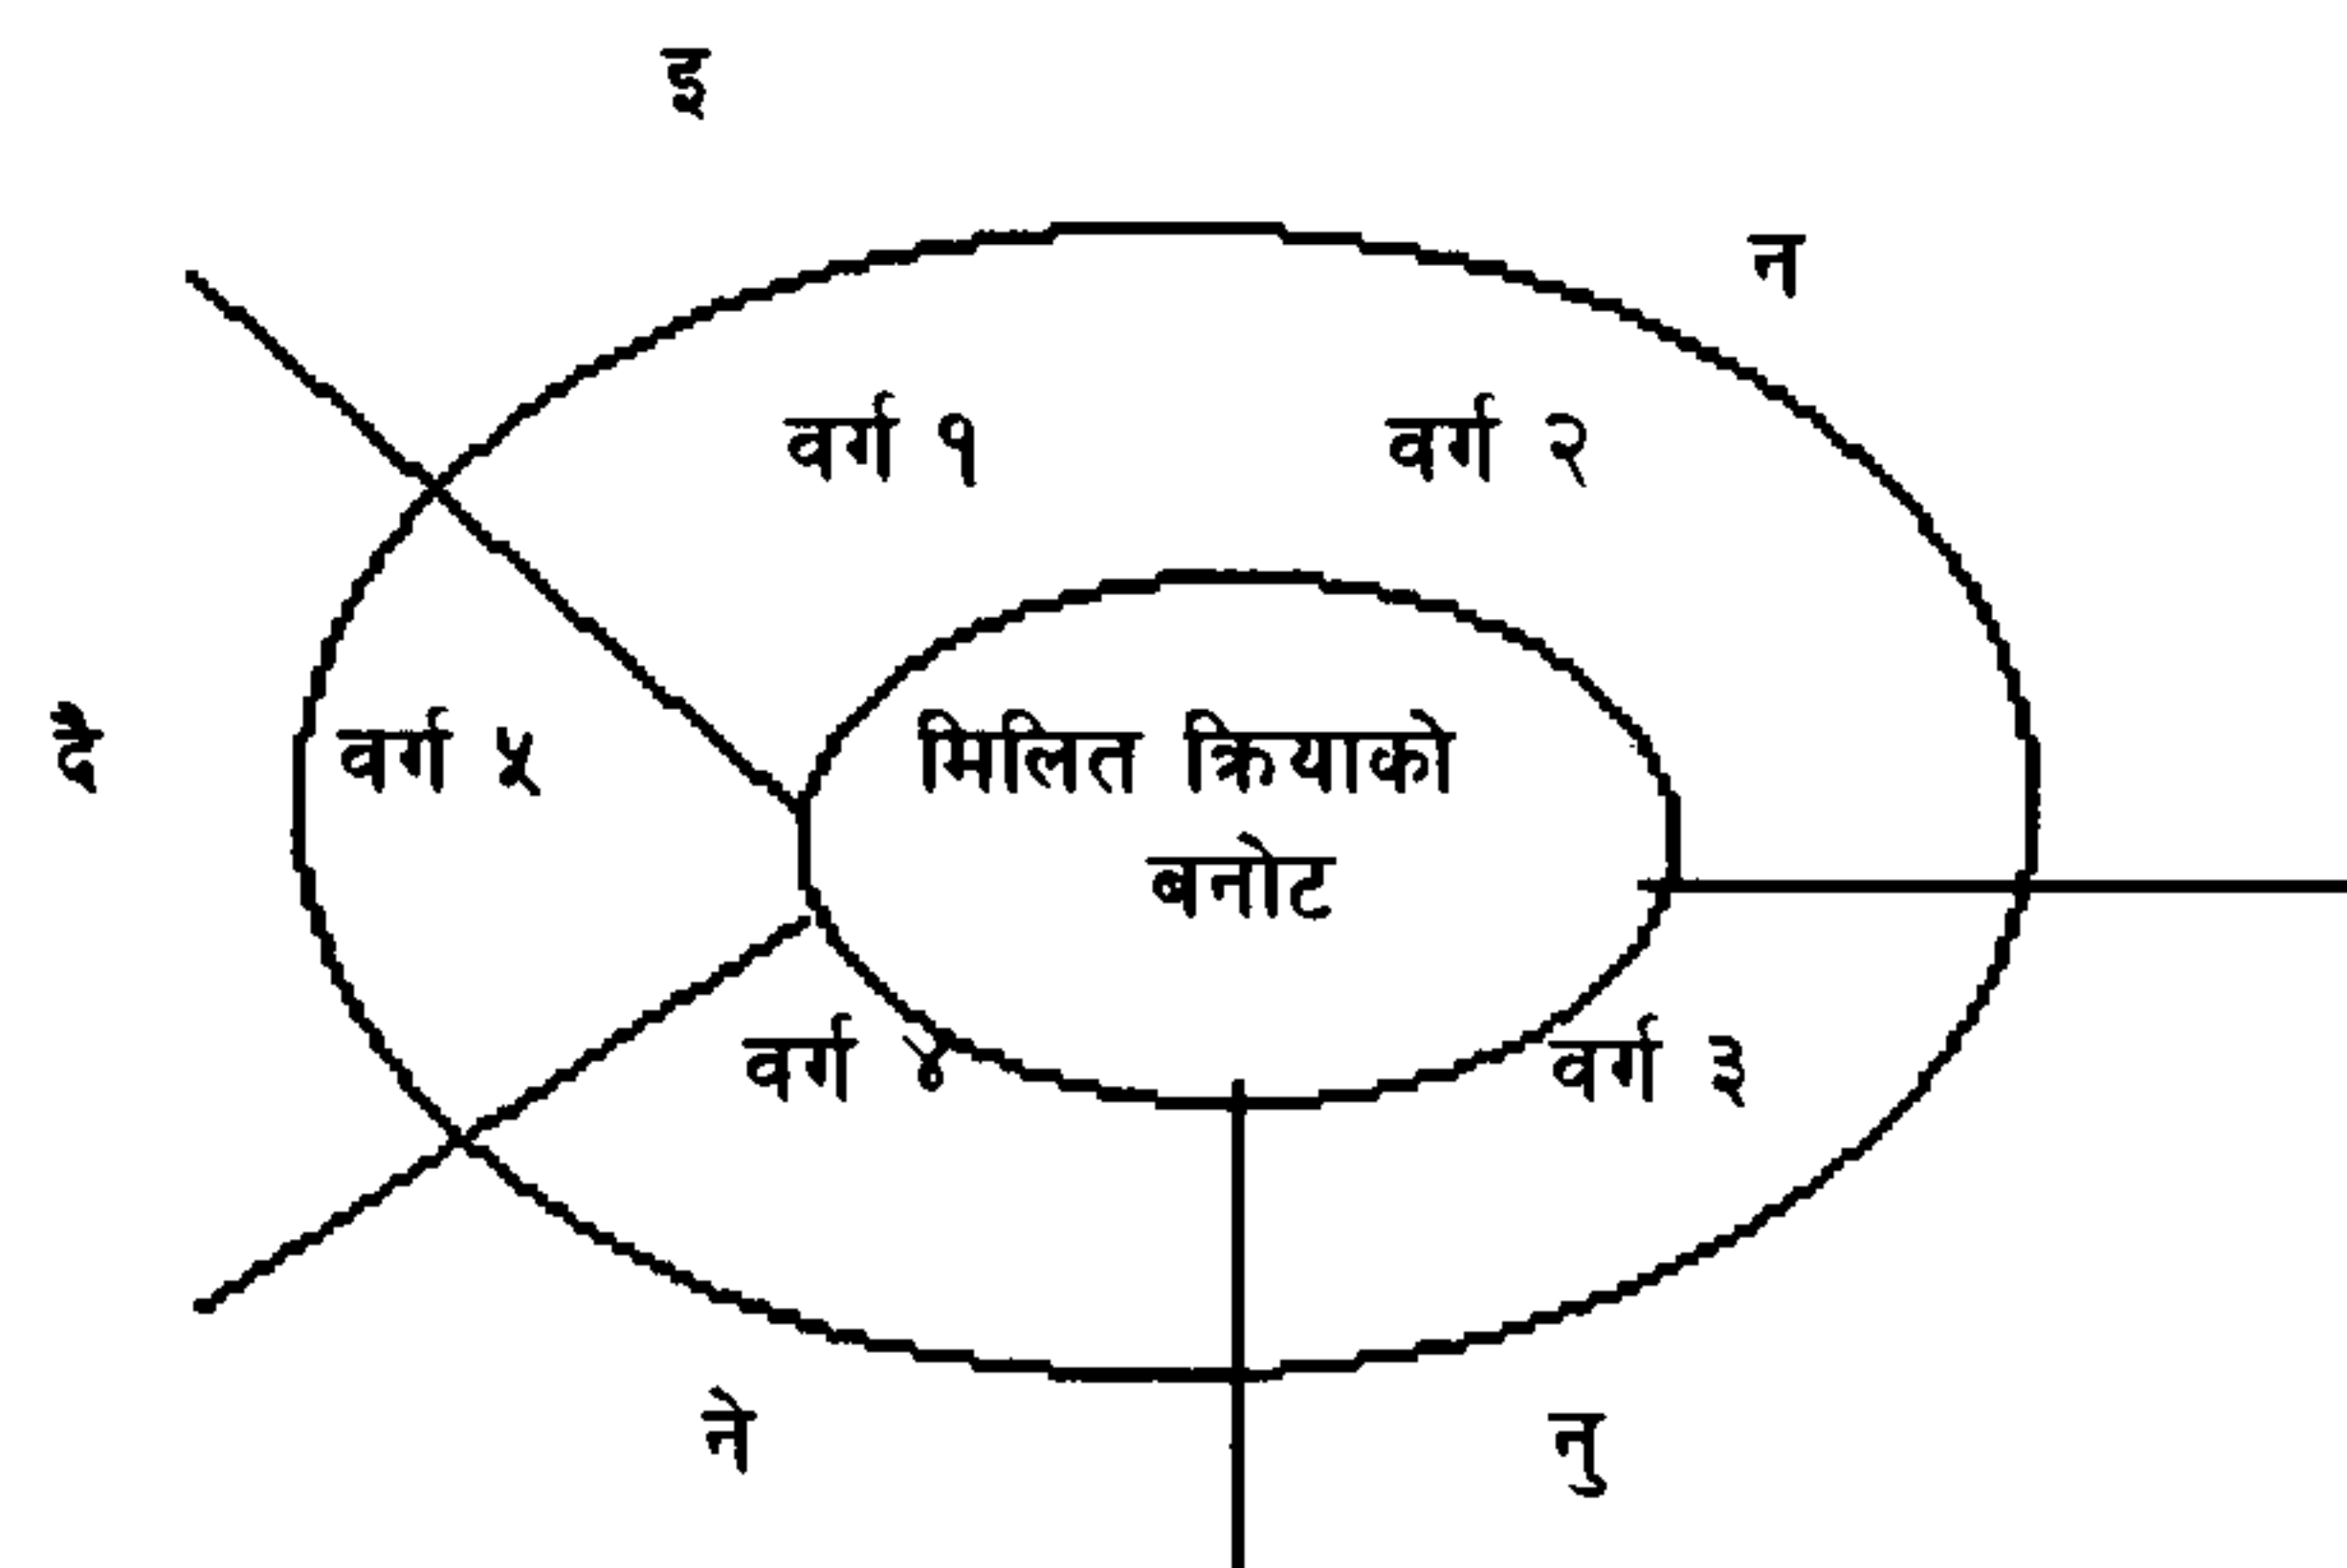 इ
न
वर्ग १
वर्ग २
दै
वर्ग ५
मिलित क्रियाको
बनोट
वर्ग ४
वर्ग ३
ने
नु